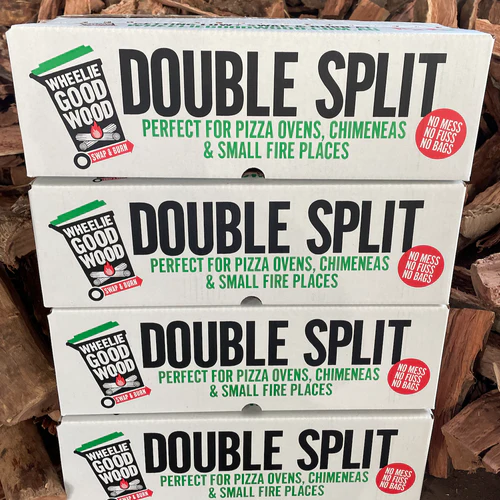 WHEELIE
GOOD
WOOD
SWAP & BURN
DOUBLE SPLIT
PERFECT FOR PIZZA OVENS, CHIMENEAS
& SMALL FIRE PLACES
NO MESS
NO FUSS
NO BAGS
WHEELIE
GOOD
WOOD
SWAP & BURN
DOUBLE SPLIT
PERFECT FOR PIZZA OVENS, CHIMENEAS
& SMALL FIRE PLACES
NO MESS
NO FUSS
NO BAGS
WHEELIE
GOOD
WOOD
SWAP & BURN
DOUBLE SPLIT
PERFECT FOR PIZZA OVENS, CHIMENEAS
& SMALL FIRE PLACES
NO MESS
NO FUSS
NO BAGS
WHEELIE
GOOD
WOOD
SWAP & BURN
DOUBLE SPLIT
PERFECT FOR PIZZA OVENS, CHIMENEAS
& SMALL FIRE PLACES
NO MESS
NO FUSS
NO BAGS